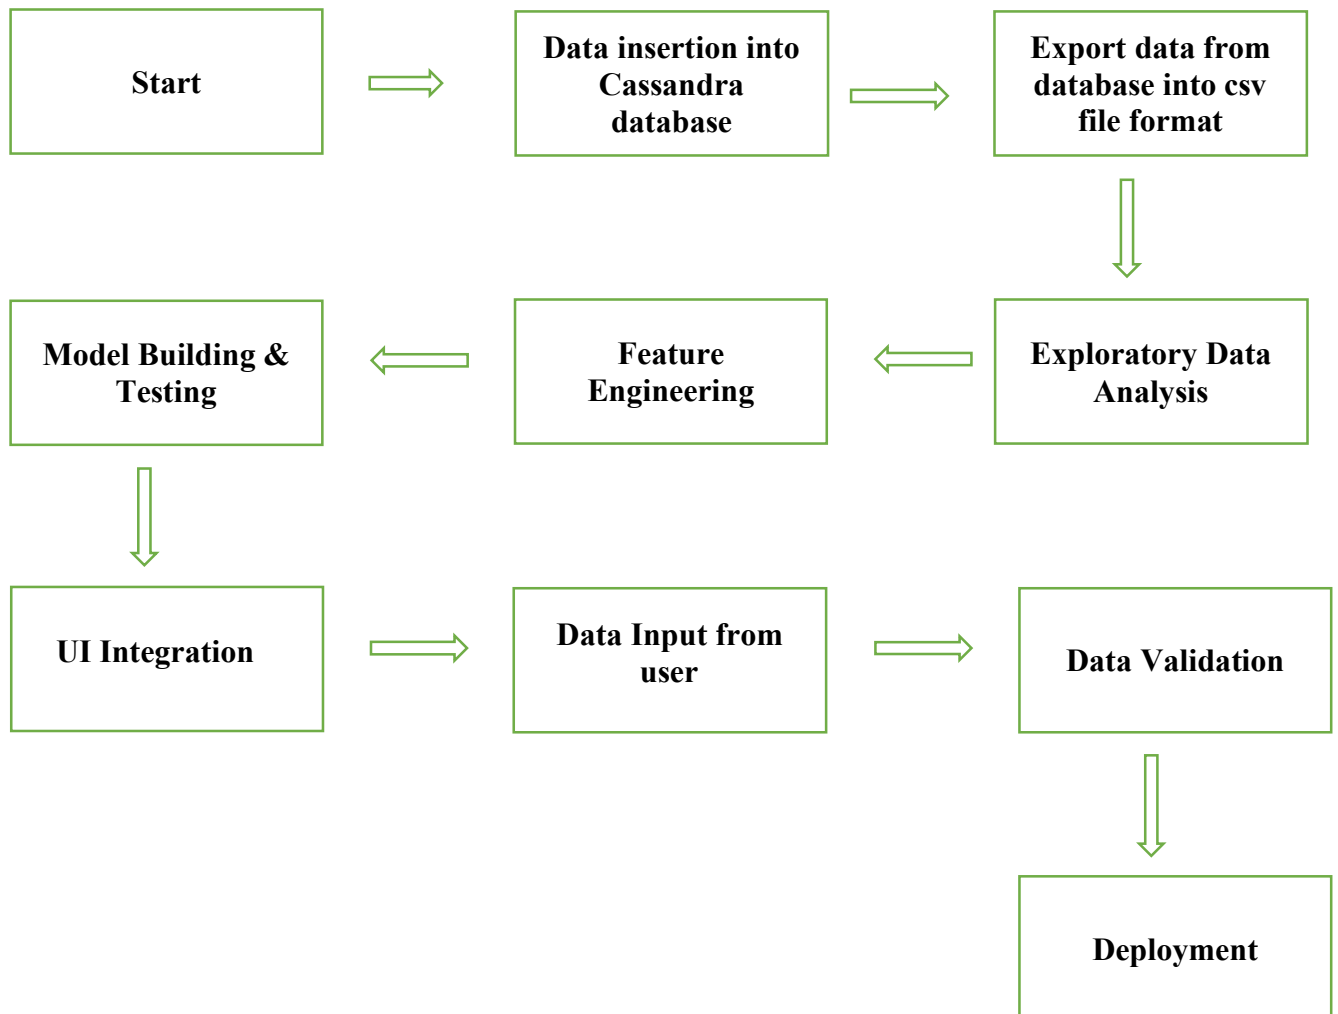 Start
Data insertion into
Cassandra
database
Export data from
database into csv
file format
Model Building &
Testing
Feature
Engineering
Exploratory Data
Analysis
UI Integration
Data Input from
user
Data Validation
Deployment